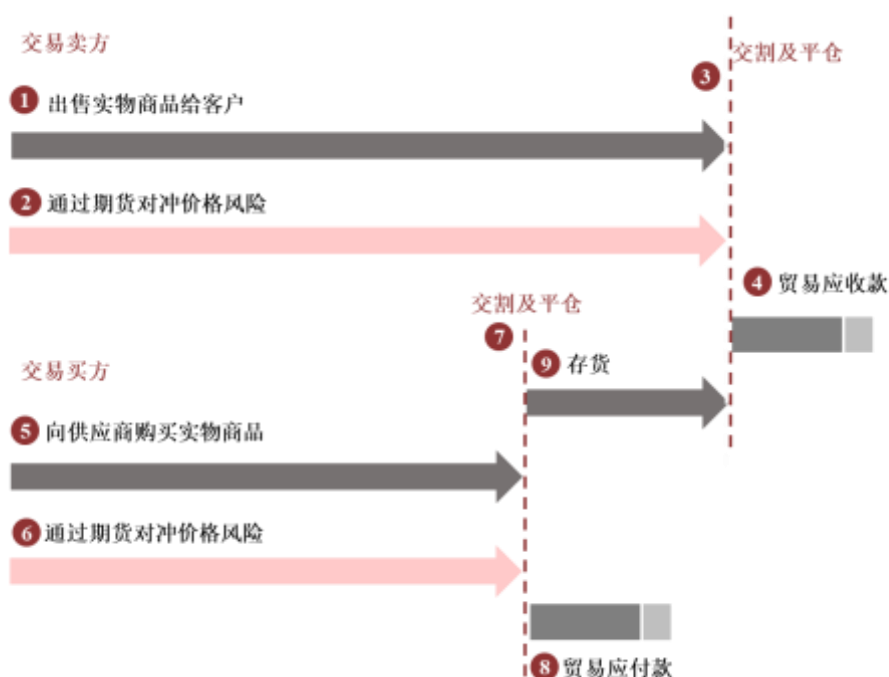 交易卖方
1 出售实物商品给客户
2 通过期货对冲价格风险
3
交割及平仓
4 贸易应收款
交割及平仓
7
9 存货
交易买方
5 向供应商购买实物商品
6 通过期货对冲价格风险
8 贸易应付款